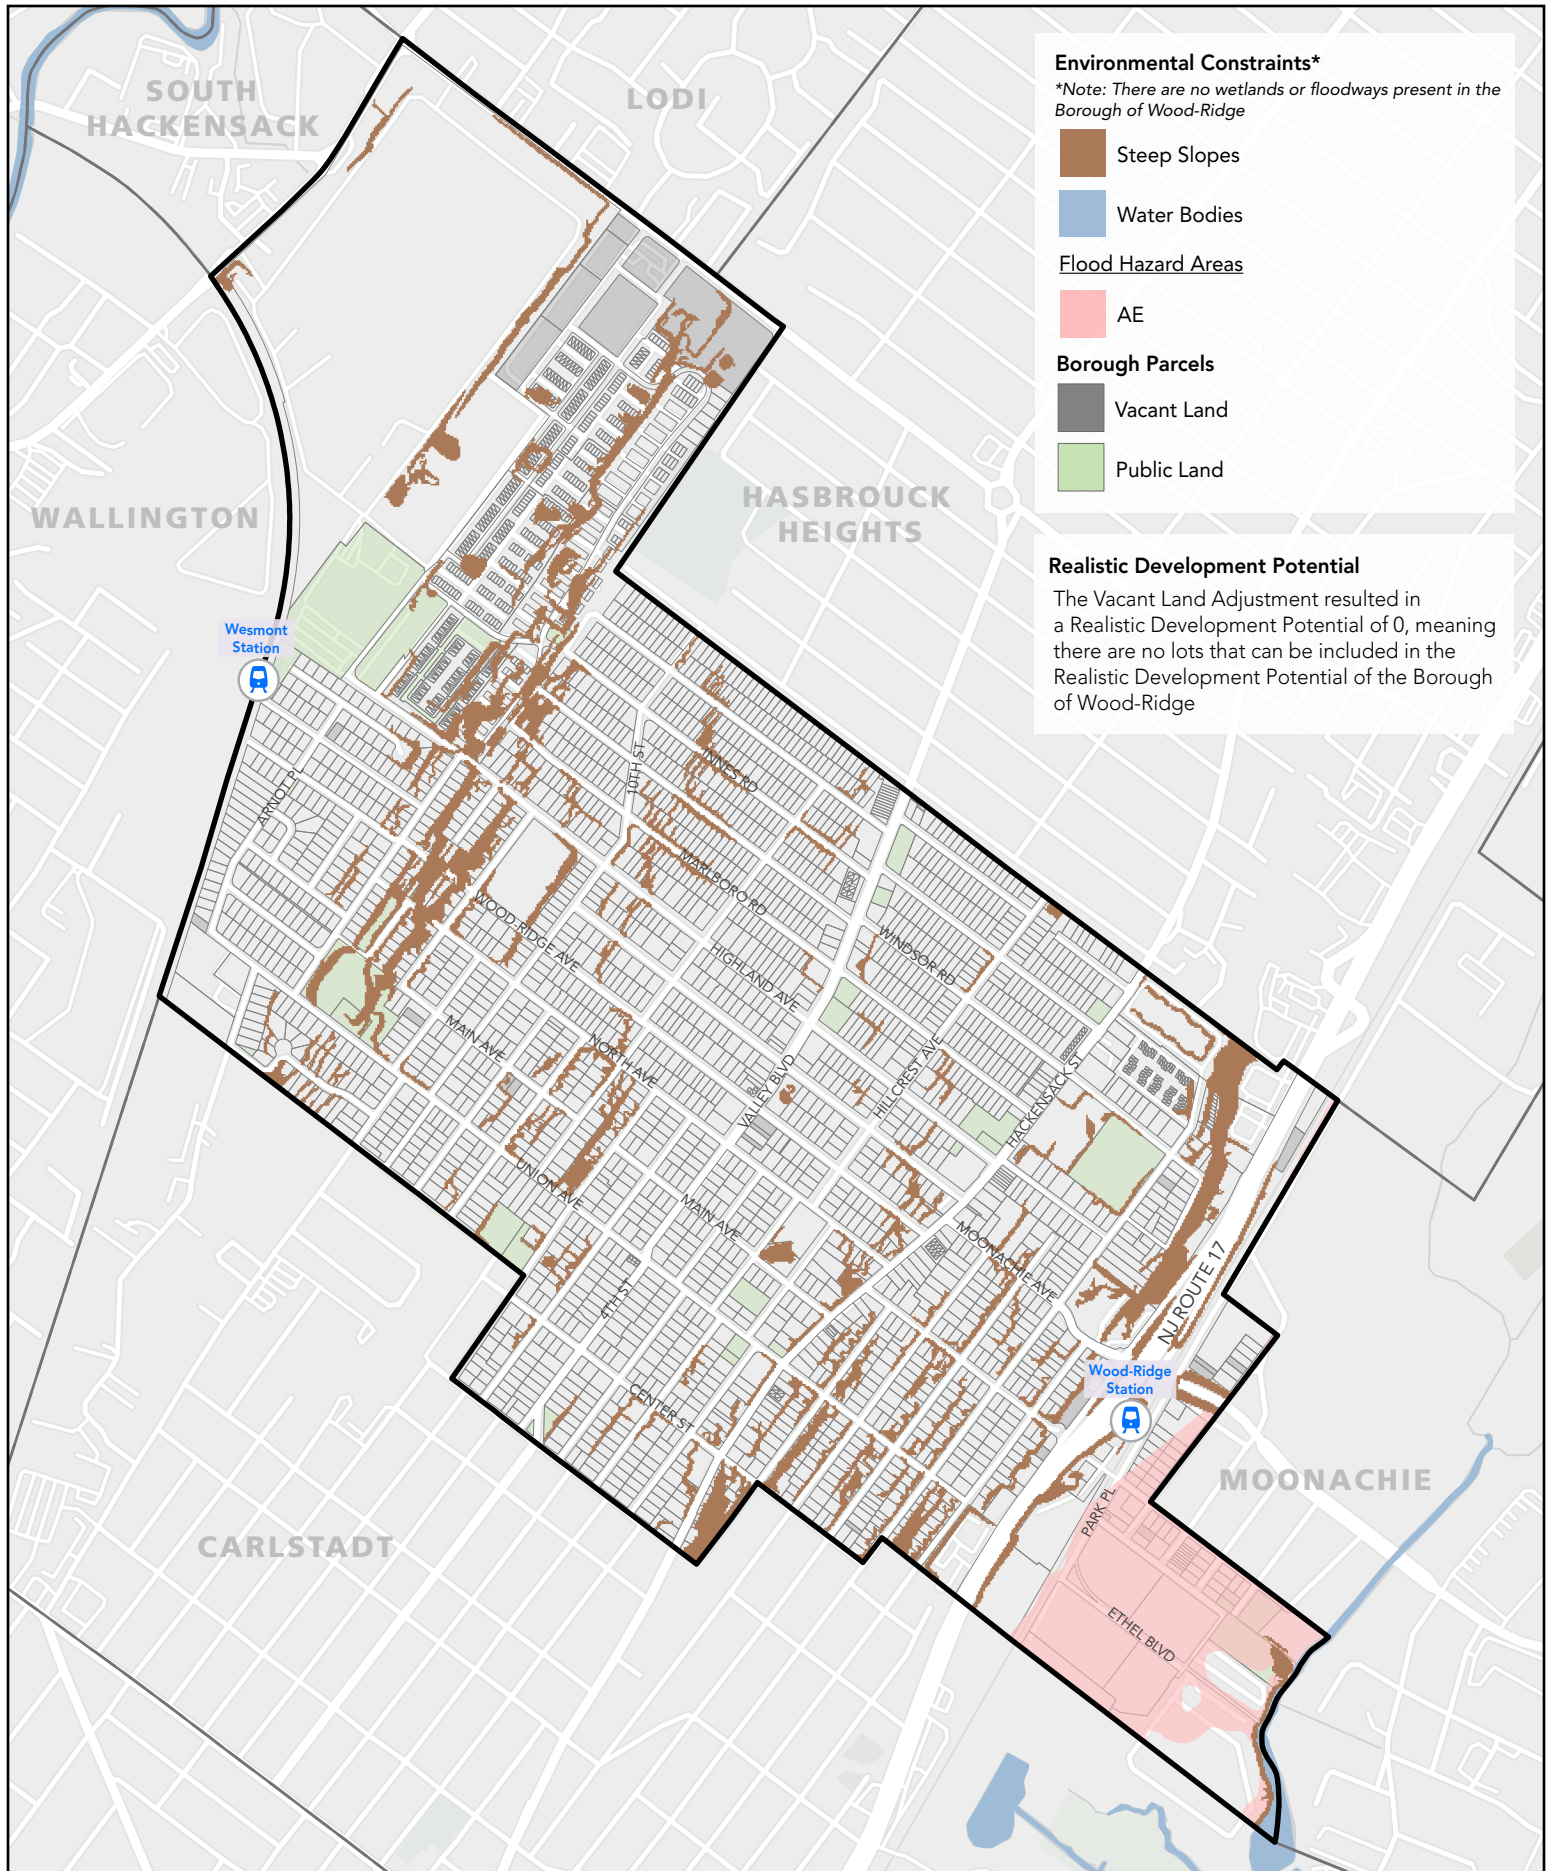 Environmental Constraints*
*Note: There are no wetlands or floodways present in the
Borough of Wood-Ridge
Steep Slopes
Water Bodies
Flood Hazard Areas
AE
Borough Parcels
Vacant Land
Public Land
Realistic Development Potential
The Vacant Land Adjustment resulted in
a Realistic Development Potential of 0, meaning
there are no lots that can be included in the
Realistic Development Potential of the Borough
of Wood-Ridge
SOUTH
HACKENSACK
LODI
WALLINGTON
HASBROUCK
HEIGHTS
Wesmont
Station
ARNOT PL
10TH ST
INNES RD
MARLBORO RD
WOOD-RIDGE AVE
HIGHLAND AVE
WINDSOR RD
MAIN AVE
NORTH AVE
VALLEY BLVD
HILLCREST AVE
HACKENSACK ST
UNION AVE
MAIN AVE
MOONACHIE AVE
4TH ST
NJ ROUTE 17
CENTER ST
Wood-Ridge
Station
MOONACHIE
PARK PL
CARLSTADT
ETHEL BLVD